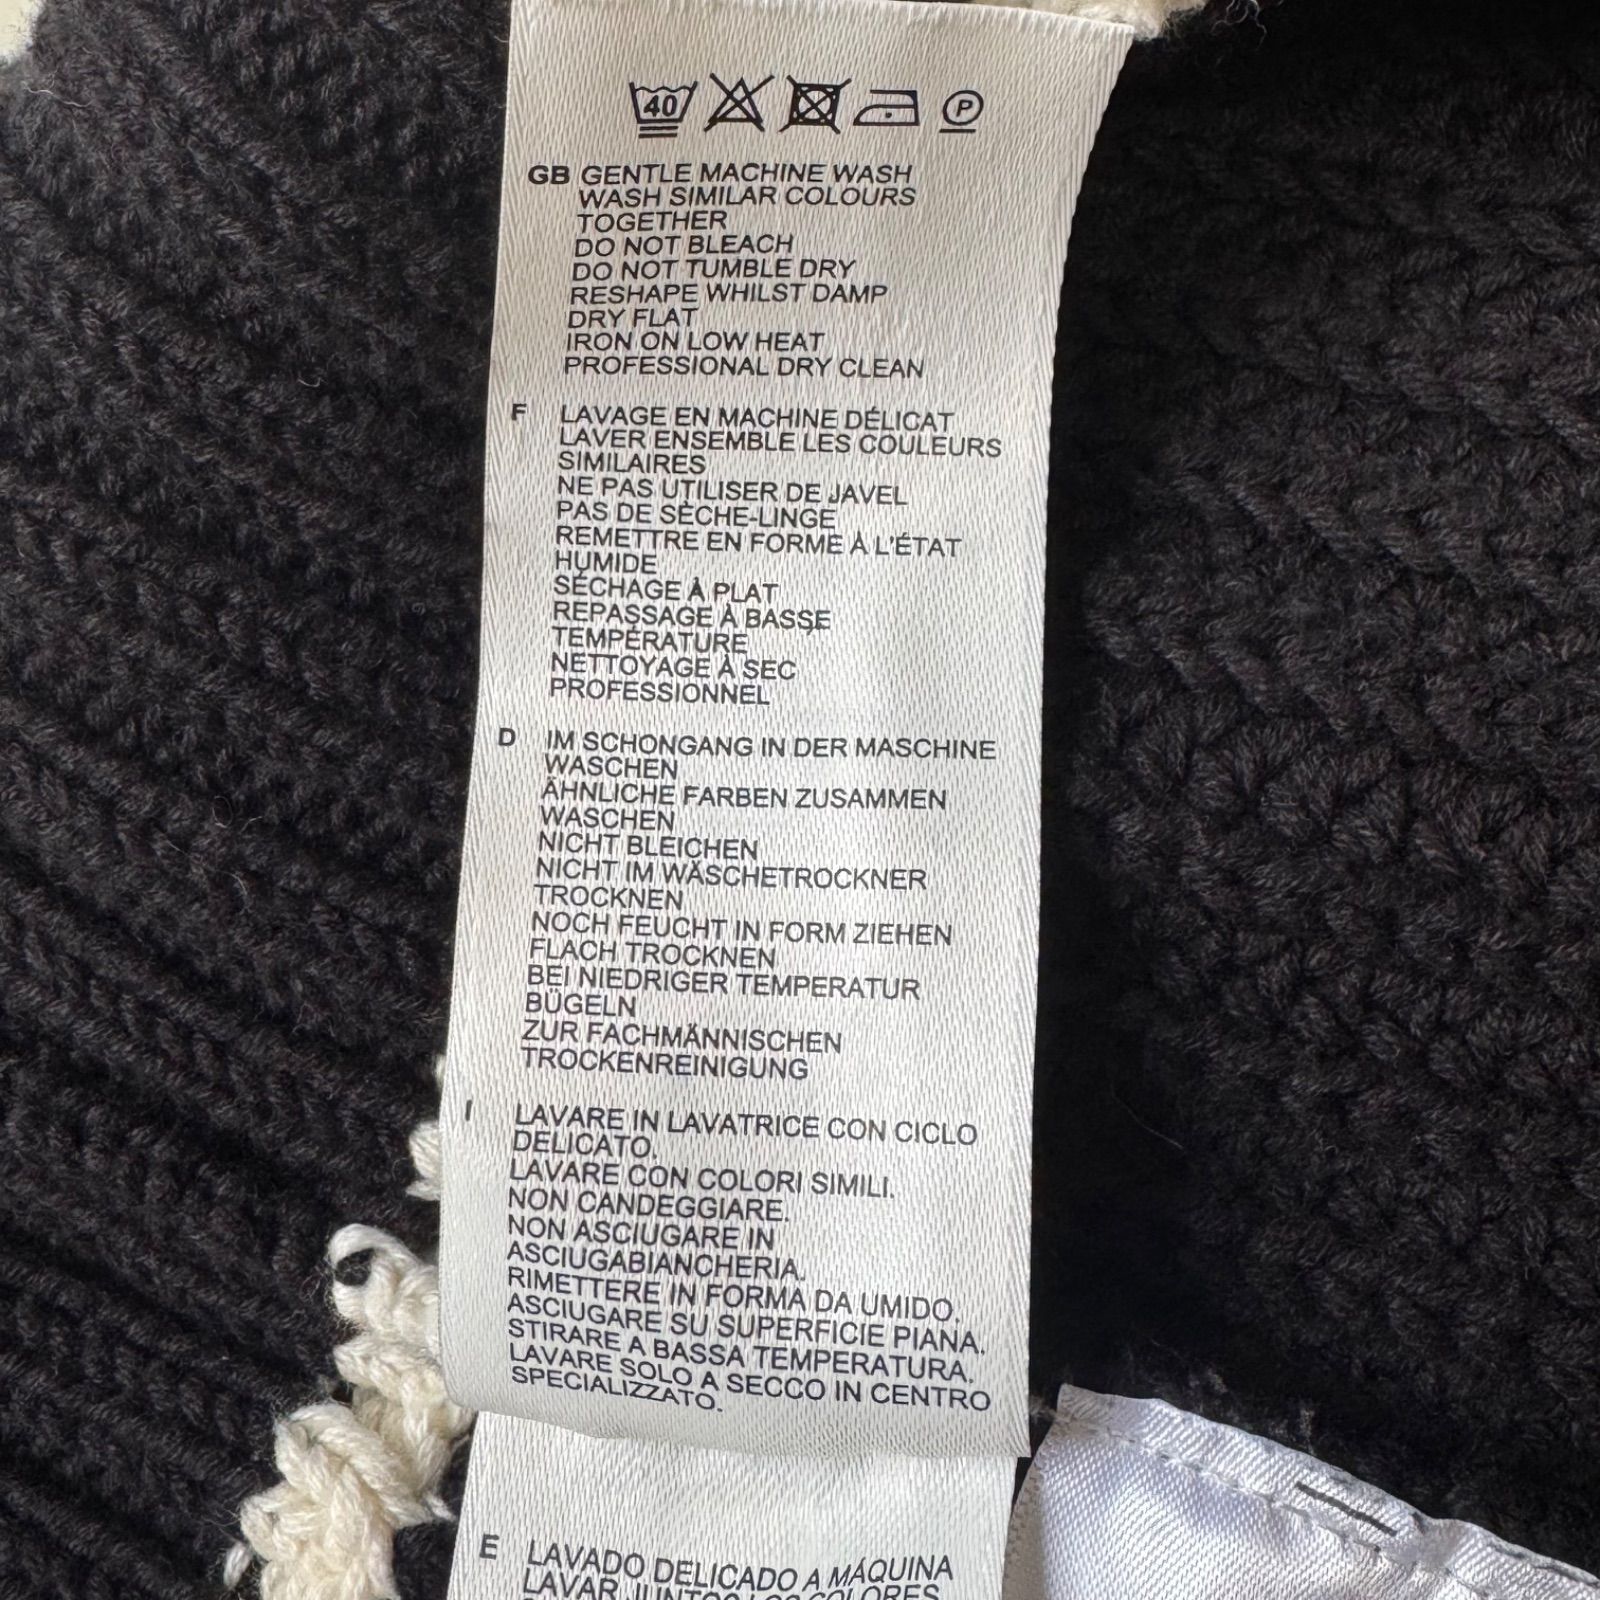 40 P
GB GENTLE MACHINE WASH
WASH SIMILAR COLOURS
TOGETHER
DO NOT BLEACH
DO NOT TUMBLE DRY
RESHAPE WHILST DAMP
DRY FLAT
IRON ON LOW HEAT
PROFESSIONAL DRY CLEAN
F LAVAGE EN MACHINE DÉLICAT
LAVER ENSEMBLE LES COULEURS
SIMILAIRES
NE PAS UTILISER DE JAVEL
PAS DE SÈCHE-LINGE
REMETTRE EN FORME À L'ÉTAT
HUMIDE
SÉCHAGE À PLAT
REPASSAGE À BASSE
TEMPÉRATURE
NETTOYAGE À SEC
PROFESSIONNEL
D IM SCHONGANG IN DER MASCHINE
WASCHEN
ÄHNLICHE FARBEN ZUSAMMEN
WASCHEN
NICHT BLEICHEN
NICHT IM WÄSCHETROCKNER
TROCKNEN
NOCH FEUCHT IN FORM ZIEHEN
FLACH TROCKNEN
BEI NIEDRIGER TEMPERATUR
BÜGELN
ZUR FACHMÄNNISCHEN
TROCKENREINIGUNG
I LAVARE IN LAVATRICE CON CICLO
DELICATO.
LAVARE CON COLORI SIMILI.
NON CANDEGGIARE.
NON ASCIUGARE IN
ASCIUGABIANCHERIA.
RIMETTERE IN FORMA DA UMIDO.
ASCIUGARE SU SUPERFICIE PIANA.
STIRARE A BASSA TEMPERATURA.
LAVARE SOLO A SECCO IN CENTRO
SPECIALIZZATO.
E LAVADO DELICADO A MÁQUINA
LAVAR JUNTOS LOS COLORES